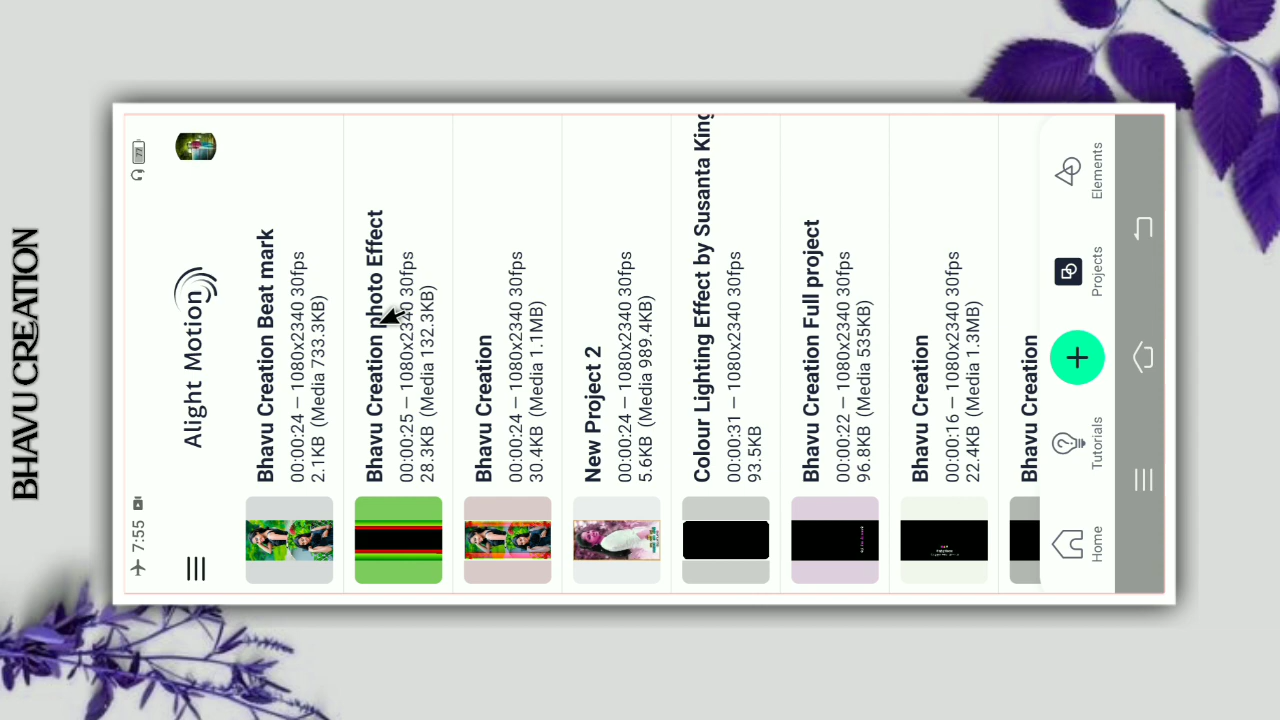 BHAVU CREATION
7:55
77
Alight Motion
Bhavu Creation Beat mark
00:00:24 — 1080x2340 30fps
2.1KB (Media 733.3KB)
Bhavu Creation photo Effect
00:00:25 — 1080x2340 30fps
28.3KB (Media 132.3KB)
Bhavu Creation
00:00:24 — 1080x2340 30fps
30.4KB (Media 1.1MB)
New Project 2
00:00:24 — 1080x2340 30fps
5.6KB (Media 989.4KB)
Colour Lighting Effect by Susanta King
00:00:31 — 1080x2340 30fps
93.5KB
Bhavu Creation Full project
00:00:22 — 1080x2340 30fps
96.8KB (Media 535KB)
Bhavu Creation
00:00:16 — 1080x2340 30fps
22.4KB (Media 1.3MB)
Bhavu Creation
Home
Tutorials
Projects
Elements